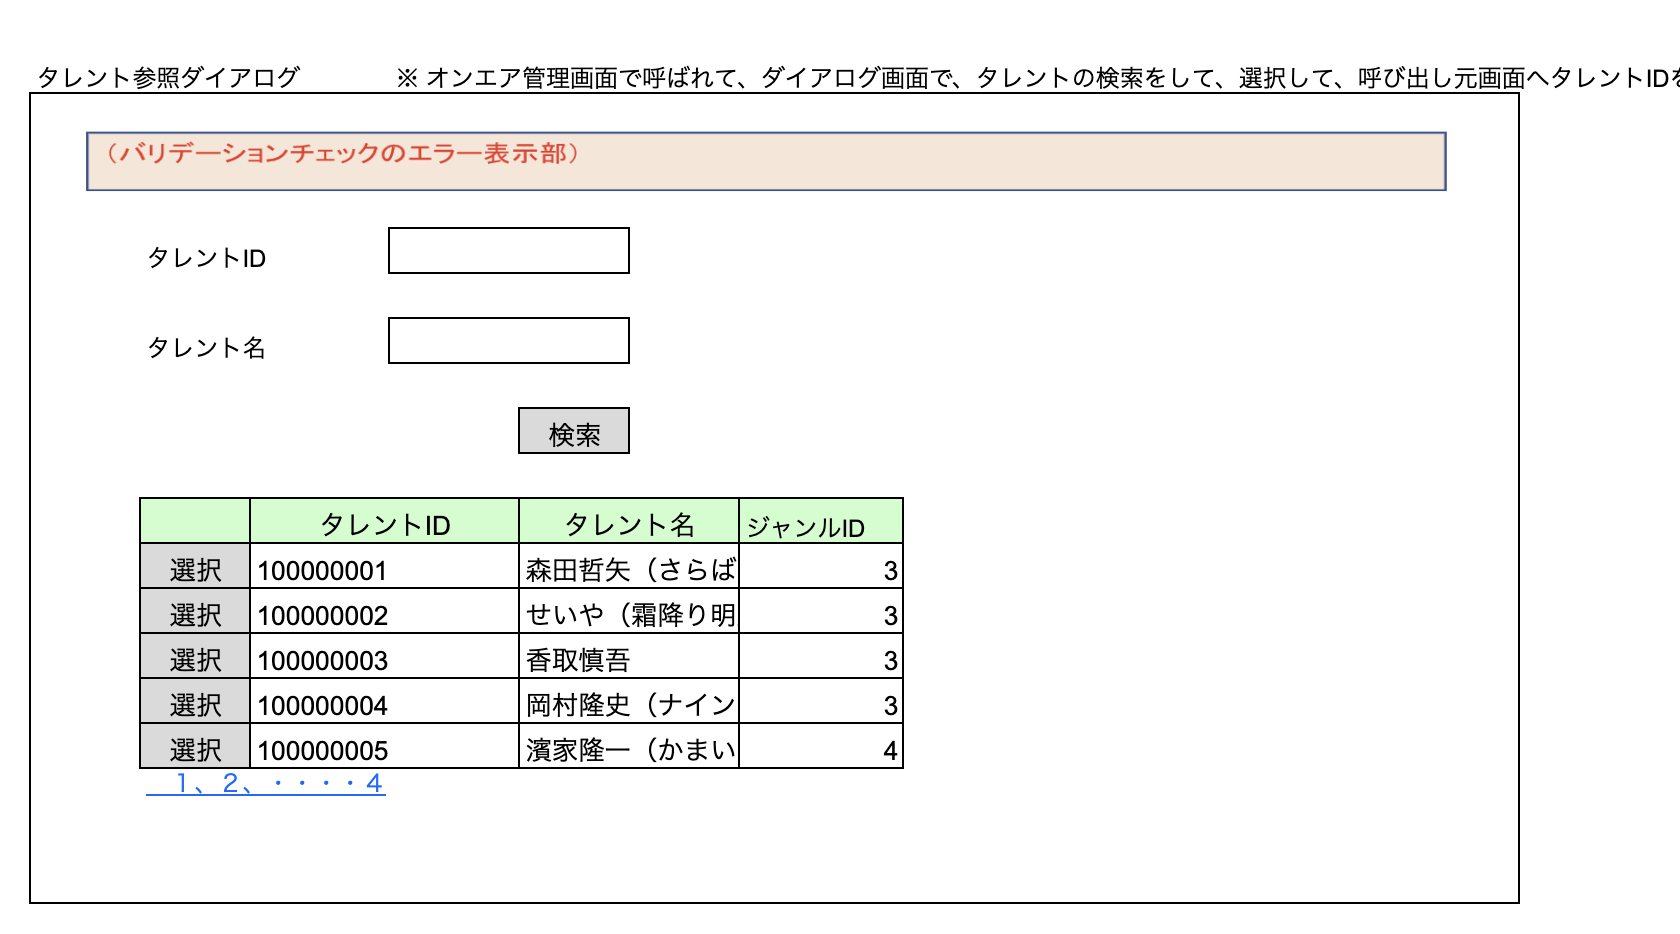 タレント参照ダイアログ ※ オンエア管理画面で呼ばれて、ダイアログ画面で、タレントの検索をして、選択して、呼び出し元画面へタレントIDを
（バリデーションチェックのエラー表示部）
タレントID
タレント名
検索
タレントID タレント名 ジャンルID
選択 100000001 森田哲矢（さらば 3
選択 100000002 せいや（霜降り明 3
選択 100000003 香取慎吾 3
選択 100000004 岡村隆史（ナイン 3
選択 100000005 濱家隆一（かまい 4
１、２、・・・・４